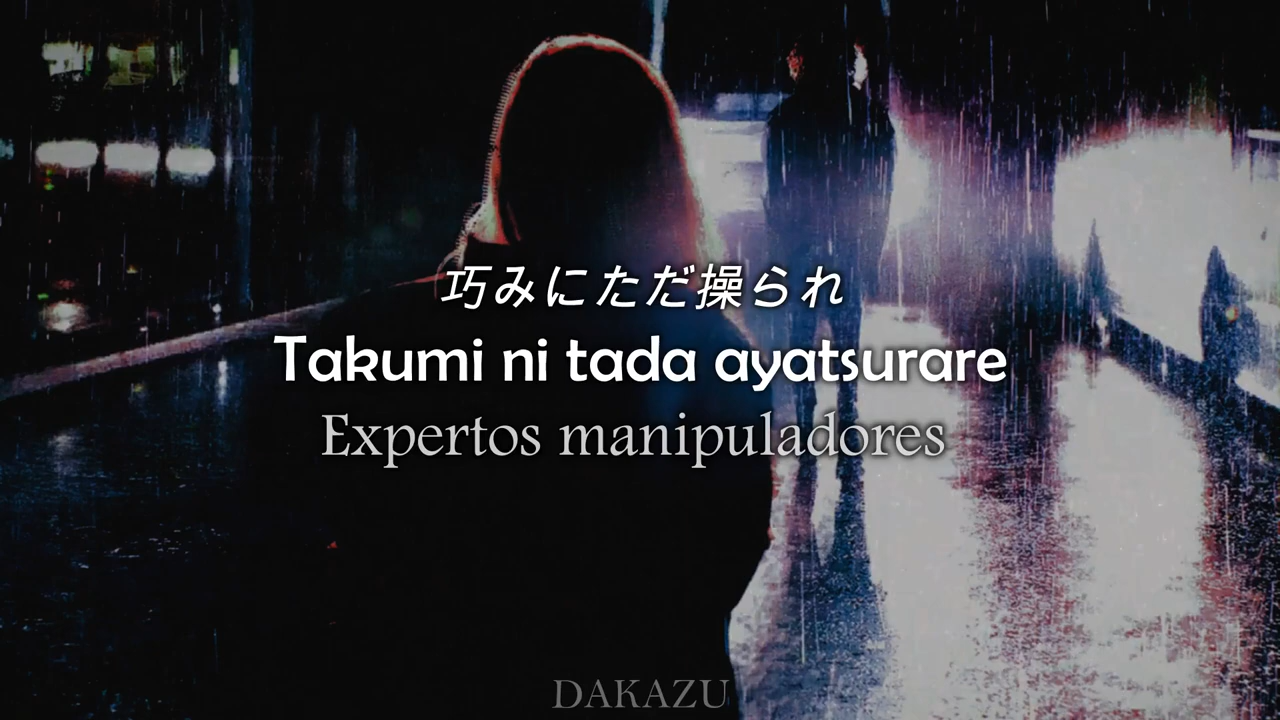 巧みにただ操られ
Takumi ni tada ayatsurare
Expertos manipuladores
DAKAZU